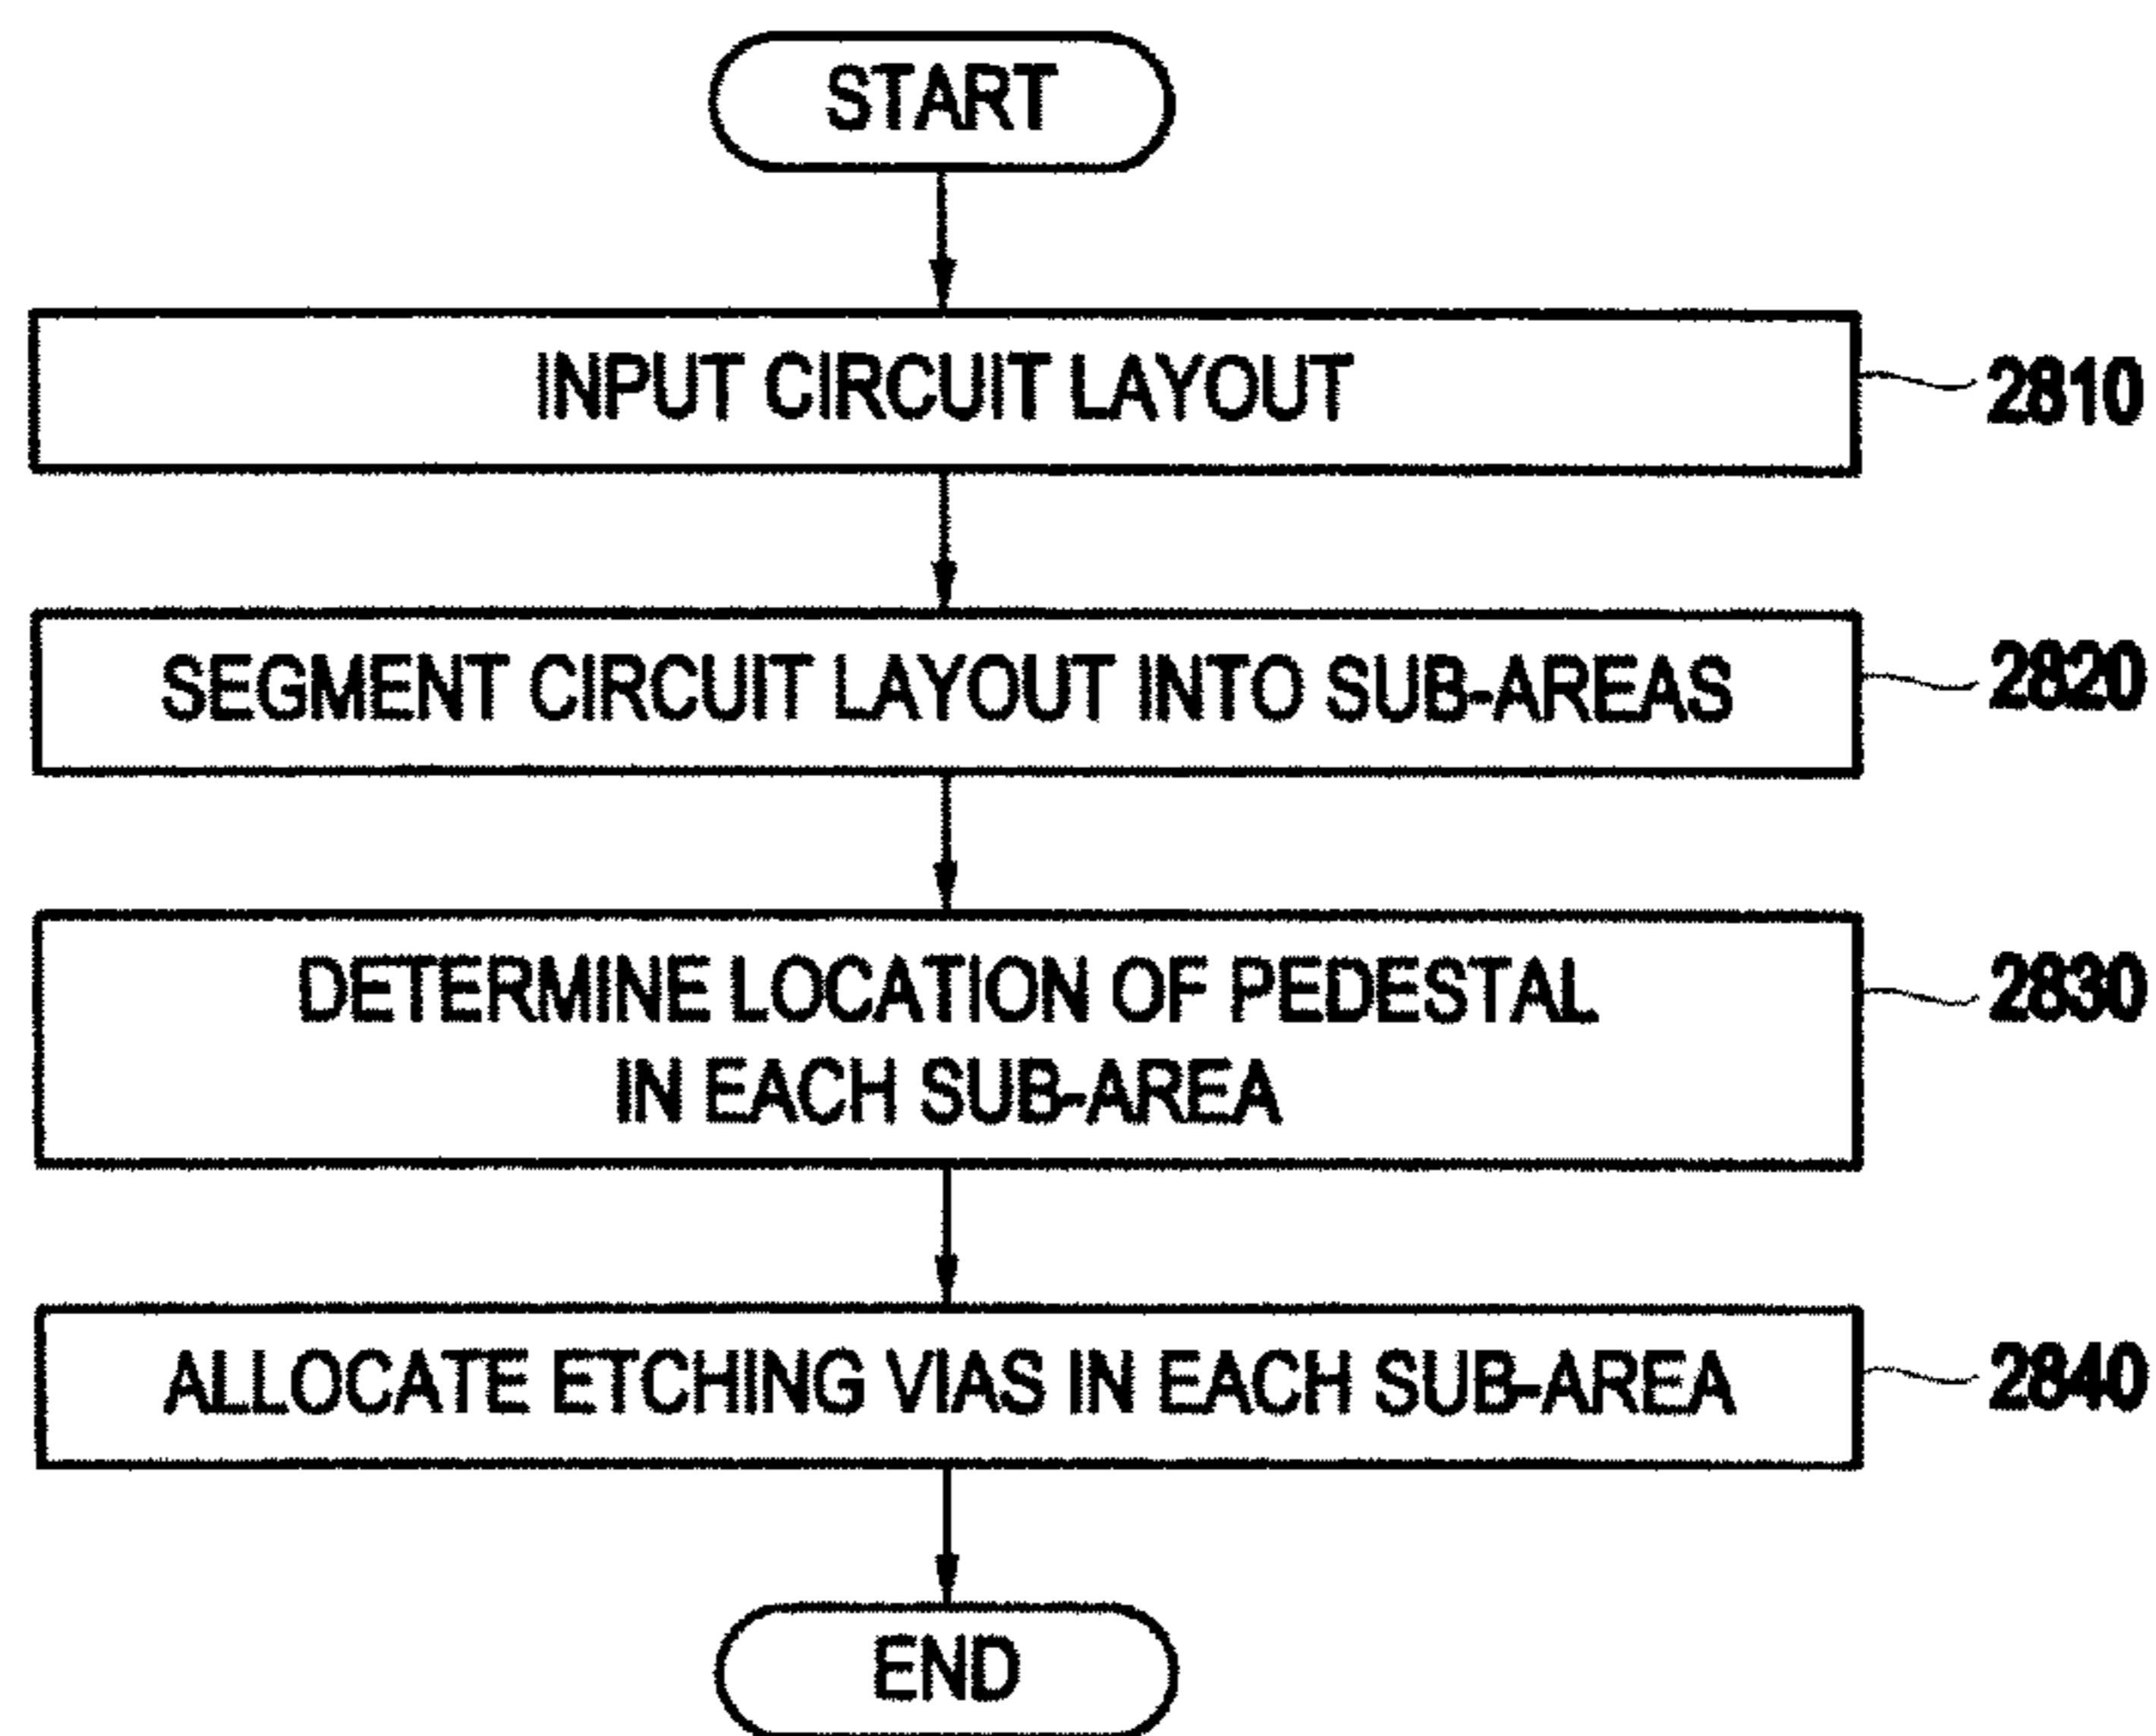 START
INPUT CIRCUIT LAYOUT
2810
SEGMENT CIRCUIT LAYOUT INTO SUB-AREAS
2820
DETERMINE LOCATION OF PEDESTAL
IN EACH SUB-AREA
2830
ALLOCATE ETCHING VIAS IN EACH SUB-AREA
2840
END